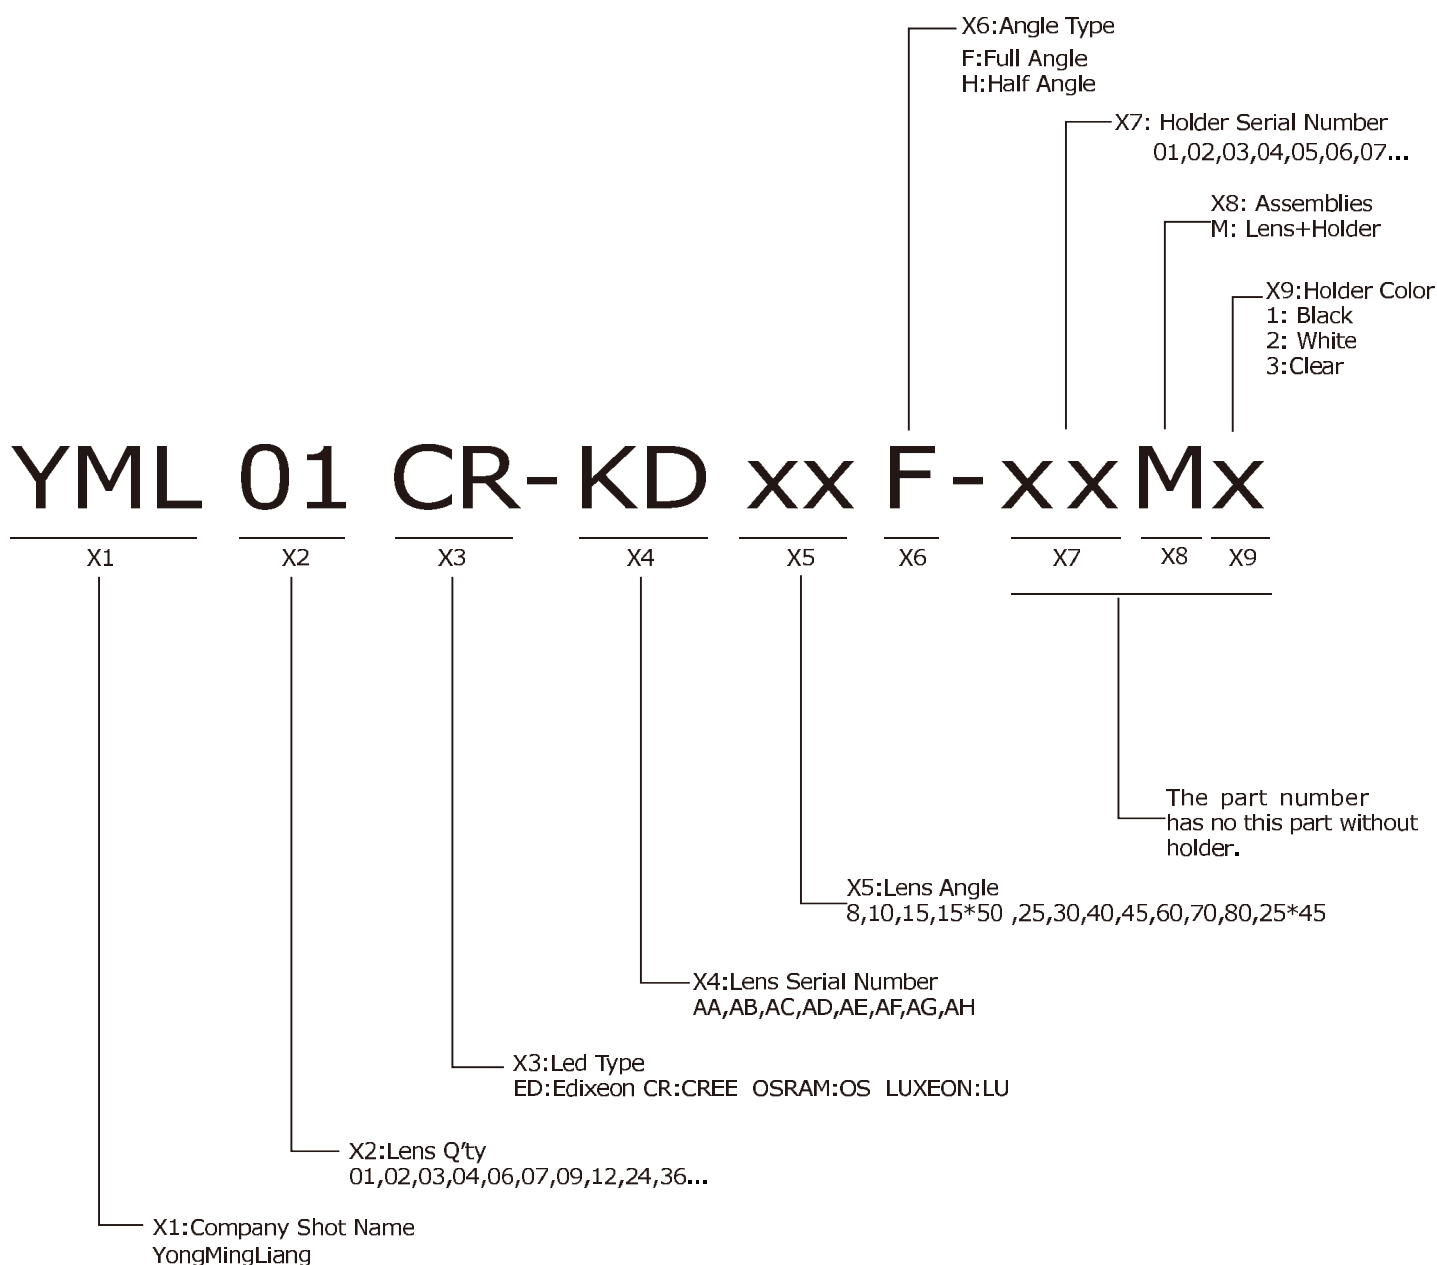 X6:Angle Type
F:Full Angle
H:Half Angle
X7: Holder Serial Number
01,02,03,04,05,06,07...
X8: Assemblies
M: Lens+Holder
X9:Holder Color
1: Black
2: White
3:Clear
YML 01 CR-KD xx F-xxMx
X1 X2 X3 X4 X5 X6 X7 X8 X9
The part number
has no this part without
holder.
X5:Lens Angle
8,10,15,15*50 ,25,30,40,45,60,70,80,25*45
X4:Lens Serial Number
AA,AB,AC,AD,AE,AF,AG,AH
X3:Led Type
ED:Edixeon CR:CREE OSRAM:OS LUXEON:LU
X2:Lens Q'ty
01,02,03,04,06,07,09,12,24,36...
X1:Company Shot Name
YongMingLiang